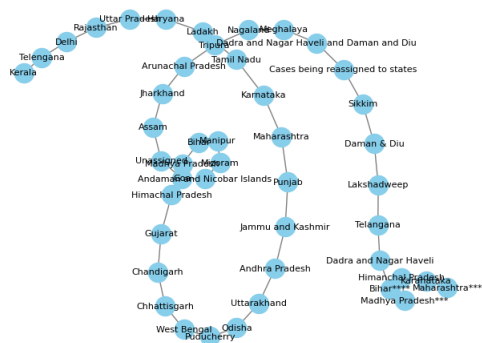 Uttar Pradesh
Haryana
Rajasthan
Ladakh
Nagaland
Meghalaya
Delhi
Tripura
Dadra and Nagar Haveli and Daman and Diu
Telengana
Tamil Nadu
Kerala
Arunachal Pradesh
Cases being reassigned to states
Jharkhand
Karnataka
Sikkim
Assam
Maharashtra
Bihar
Manipur
Daman & Diu
Unassigned
Madhya Pradesh
Mizoram
Goa
Andaman and Nicobar Islands
Punjab
Lakshadweep
Himachal Pradesh
Jammu and Kashmir
Telangana
Gujarat
Dadra and Nagar Haveli
Chandigarh
Andhra Pradesh
Himanchal Pradesh
Karanataka
Bihar****
Maharashtra***
Madhya Pradesh***
Chhattisgarh
Uttarakhand
West Bengal
Odisha
Puducherry